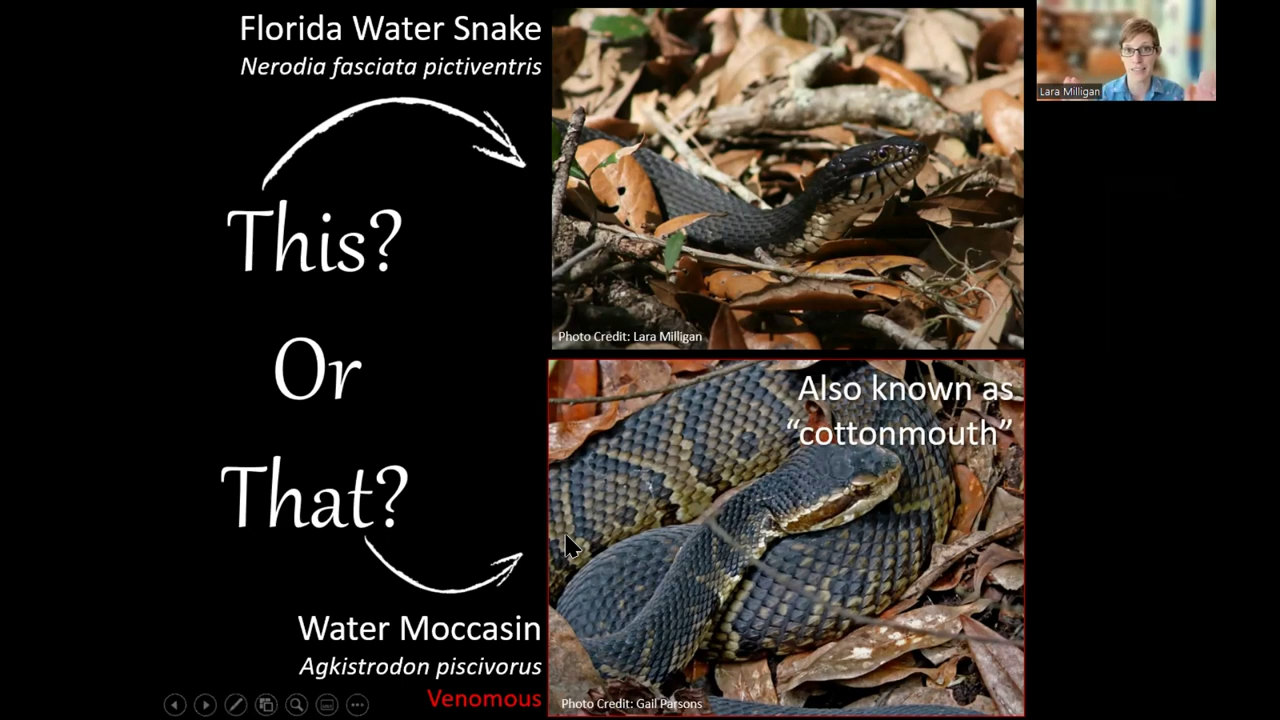 Florida Water Snake
Nerodia fasciata pictiventris
This?
Or
That?
Water Moccasin
Agkistrodon piscivorus
Venomous
Photo Credit: Lara Milligan
Also known as
“cottonmouth”
Photo Credit: Gail Parsons
Lara Milligan